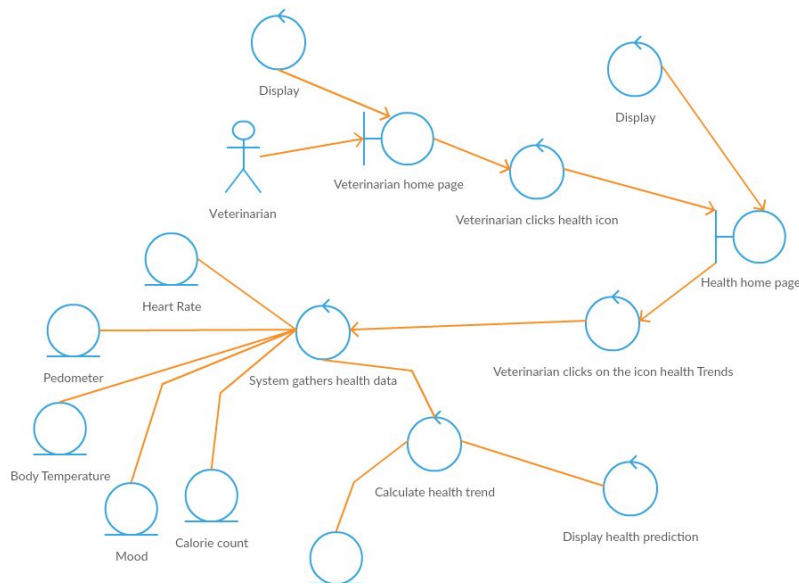 Display
Display
Veterinarian home page
Veterinarian
Veterinarian clicks health icon
Health home page
Heart Rate
Veterinarian clicks on the icon health Trends
Pedometer
System gathers health data
Body Temperature
Calculate health trend
Display health prediction
Mood
Calorie count